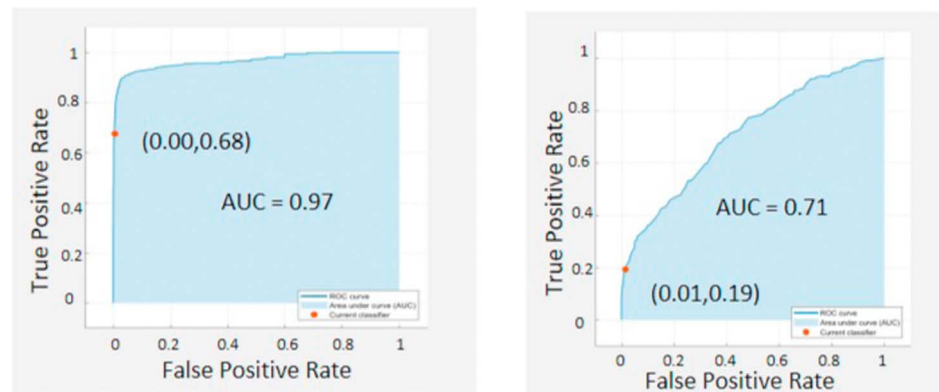 1
0.8
0.6
0.4
0.2
0
True Positive Rate
(0.00,0.68)
AUC = 0.97
ROC curve
Area under curve (AUC)
Current classifier
0 0.2 0.4 0.6 0.8 1
False Positive Rate
1
0.8
0.6
0.4
0.2
0
True Positive Rate
AUC = 0.71
(0.01,0.19)
ROC curve
Area under curve (AUC)
Current classifier
0 0.2 0.4 0.6 0.8 1
False Positive Rate